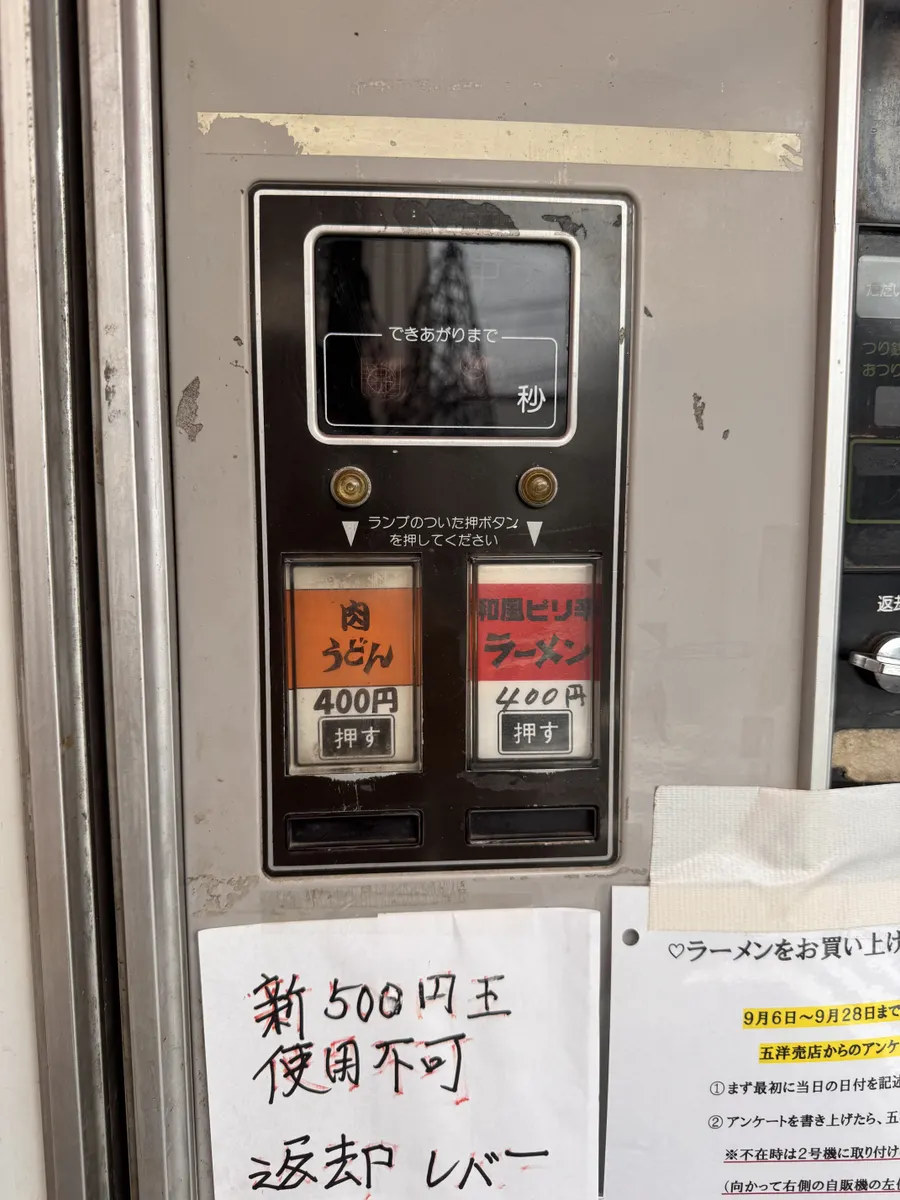 できあがりまで
秒
ランプのついた押ボタン
を押してください
肉
うどん
400円
押す
和風ピリ辛
ラーメン
400円
押す
つり
おつり
返却
新500円玉
使用不可
返却レバー
♡ラーメンをお買い上げ
9月6日～9月28日まで
五洋売店からのアンケ
①まず最初に当日の日付を記述
②アンケートを書き上げたら、五
※不在時は2号機に取り付け
(向かって右側の自販機の左